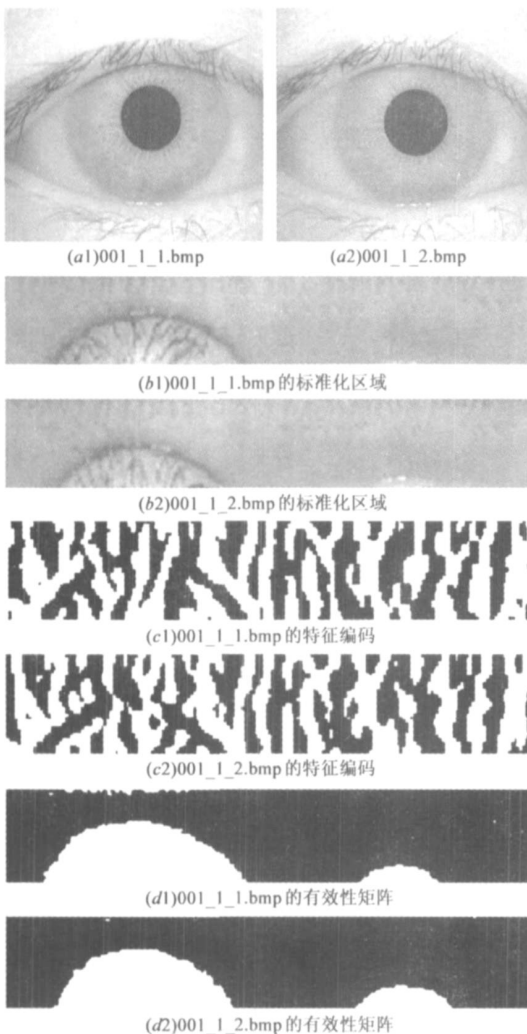 (a1)001_1_1.bmp (a2)001_1_2.bmp
(b1)001_1_1.bmp的标准化区域
(b2)001_1_2.bmp的标准化区域
(c1)001_1_1.bmp的特征编码
(c2)001_1_2.bmp的特征编码
(d1)001_1_1.bmp的有效性矩阵
(d2)001_1_2.bmp的有效性矩阵